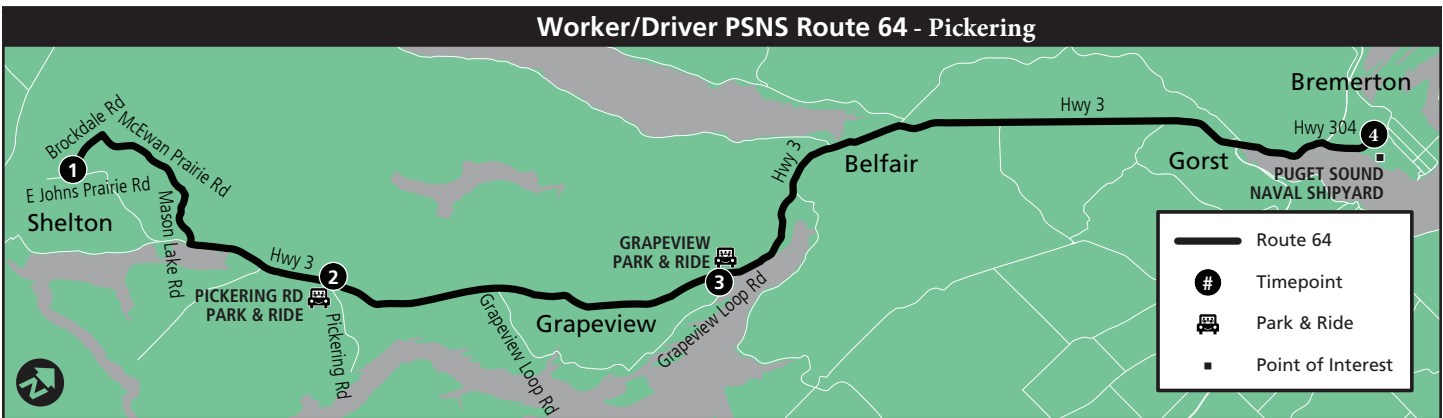 Worker/Driver PSNS Route 64 - Pickering
Bremerton
Hwy 3
Hwy 304
4
Brockdale Rd
McEwan Prairie Rd
1
E Johns Prairie Rd
Shelton
Mason Lake Rd
Hwy 3
Belfair
Gorst
PUGET SOUND
NAVAL SHIPYARD
Hwy 3
2
PICKERING RD
PARK & RIDE
Pickering Rd
GRAPEVIEW
PARK & RIDE
3
Grapeview Loop Rd
Grapeview
Grapeview Loop Rd
Route 64
# Timepoint
Park & Ride
Point of Interest
N